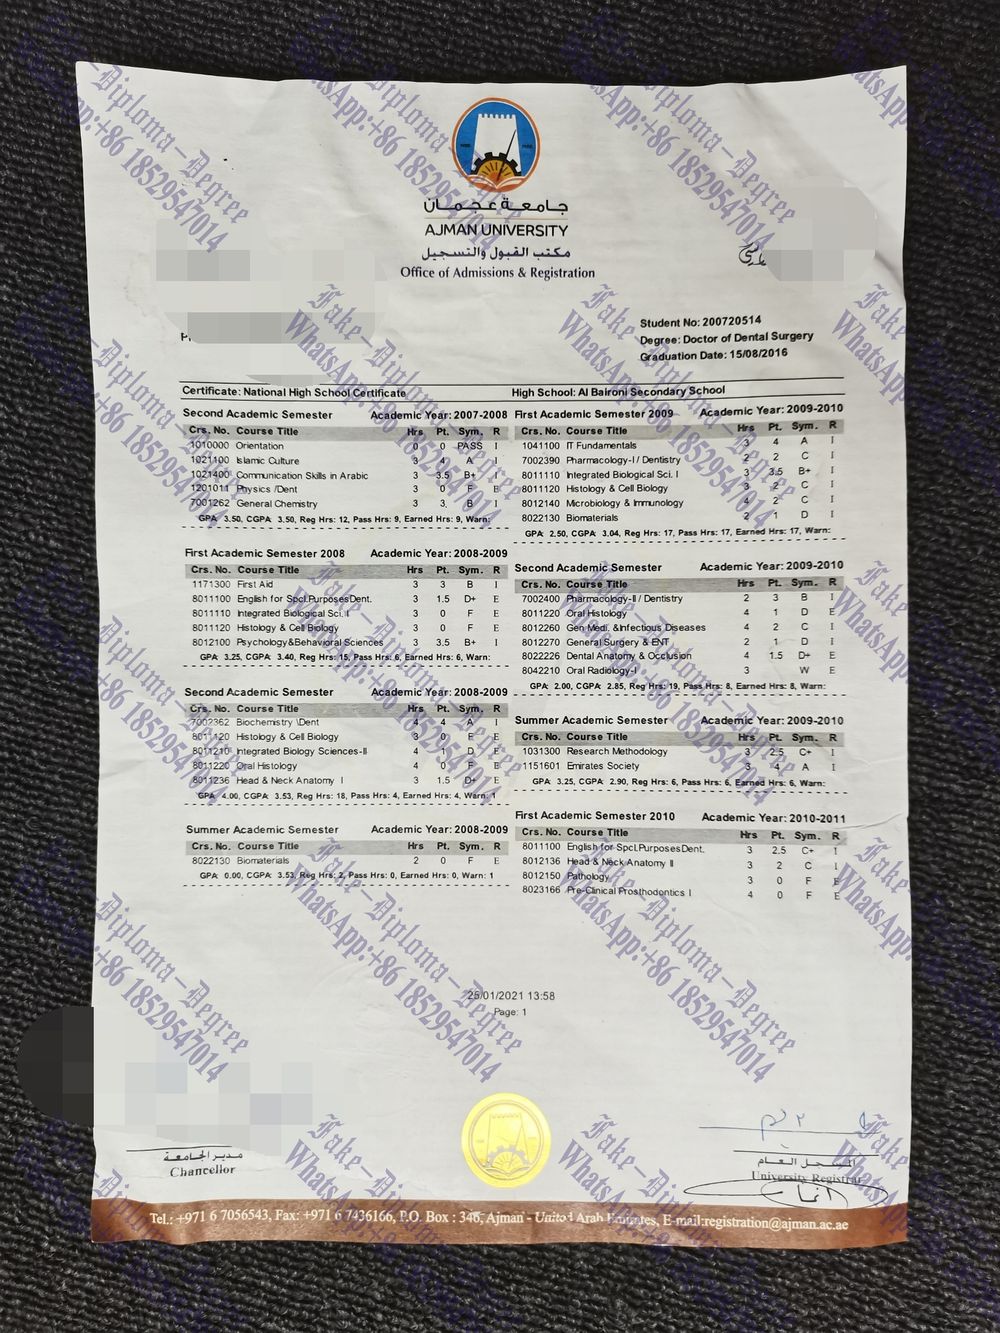 جامعة عجمان
AJMAN UNIVERSITY
مكتب القبول والتسجيل
Office of Admissions & Registration
Student No: 200720514
Degree: Doctor of Dental Surgery
Graduation Date: 15/08/2016
Certificate: National High School Certificate
High School: Al Baironi Secondary School
Second Academic Semester Academic Year: 2007-2008
Crs. No. Course Title Hrs Pt. Sym. R
1010000 Orientation 0 0 PASS I
1021100 Islamic Culture 3 4 A I
1021400 Communication Skills in Arabic 3 3.5 B+ I
1201011 Physics /Dent 3 0 F E
7001262 General Chemistry 3 3. B I
GPA: 3.50, CGPA: 3.50, Reg Hrs: 12, Pass Hrs: 9, Earned Hrs: 9, Warn:
First Academic Semester 2008 Academic Year: 2008-2009
Crs. No. Course Title Hrs Pt. Sym. R
1171300 First Aid 3 3 B I
8011100 English for Spcl.PurposesDent. 3 1.5 D+ E
8011110 Integrated Biological Sci. I 3 0 F E
8011120 Histology & Cell Biology 3 0 F E
8012100 Psychology&Behavioral Sciences 3 3.5 B+ I
GPA: 3.25, CGPA: 3.40, Reg Hrs: 15, Pass Hrs: 6, Earned Hrs: 6, Warn:
Second Academic Semester Academic Year: 2008-2009
Crs. No. Course Title Hrs Pt. Sym. R
7002362 Biochemistry \Dent 4 4 A I
8011120 Histology & Cell Biology 3 0 F E
8011210 Integrated Biology Sciences-II 4 1 D E
8011220 Oral Histology 4 0 F E
8011236 Head & Neck Anatomy I 3 1.5 D+ E
GPA: 4.00, CGPA: 3.53, Reg Hrs: 18, Pass Hrs: 4, Earned Hrs: 4, Warn: 1
Summer Academic Semester Academic Year: 2008-2009
Crs. No. Course Title Hrs Pt. Sym. R
8022130 Biomaterials 2 0 F E
GPA: 0.00, CGPA: 3.53, Reg Hrs: 2, Pass Hrs: 0, Earned Hrs: 0, Warn: 1
First Academic Semester 2009 Academic Year: 2009-2010
Crs. No. Course Title Hrs Pt. Sym. R
1041100 IT Fundamentals 3 4 A I
7002390 Pharmacology-I / Dentistry 2 2 C I
8011110 Integrated Biological Sci. I 3 3.5 B+ I
8011120 Histology & Cell Biology 3 2 C I
8012140 Microbiology & Immunology 4 2 C I
8022130 Biomaterials 2 1 D I
GPA: 2.50, CGPA: 3.04, Reg Hrs: 17, Pass Hrs: 17, Earned Hrs: 17, Warn:
Second Academic Semester Academic Year: 2009-2010
Crs. No. Course Title Hrs Pt. Sym. R
7002400 Pharmacology-II / Dentistry 2 3 B I
8011220 Oral Histology 4 1 D E
8012260 Gen.Medi. &Infectious Diseases 4 2 C I
8012270 General Surgery & ENT 2 1 D I
8022226 Dental Anatomy & Occlusion 4 1.5 D+ E
8042210 Oral Radiology-I 3 W E
GPA: 2.00, CGPA: 2.85, Reg Hrs: 19, Pass Hrs: 8, Earned Hrs: 8, Warn:
Summer Academic Semester Academic Year: 2009-2010
Crs. No. Course Title Hrs Pt. Sym. R
1031300 Research Methodology 3 2.5 C+ I
1151601 Emirates Society 3 4 A I
GPA: 3.25, CGPA: 2.90, Reg Hrs: 6, Pass Hrs: 6, Earned Hrs: 6, Warn:
First Academic Semester 2010 Academic Year: 2010-2011
Crs. No. Course Title Hrs Pt. Sym. R
8011100 English for Spcl.PurposesDent. 3 2.5 C+ I
8012136 Head & Neck Anatomy II 3 2 C I
8012150 Pathology 3 0 F E
8023166 Pre-Clinical Prosthodontics I 4 0 F E
25/01/2021 13:58
Page: 1
مدير الجامعة
Chancellor
المسجل العام
University Registrar
Tel.: +971 6 7056543, Fax: +971 6 7436166, P.O. Box : 346, Ajman - United Arab Emirates, E-mail:registration@ajman.ac.ae
Fake-Diploma-Degree
WhatsApp:+86 18529547014